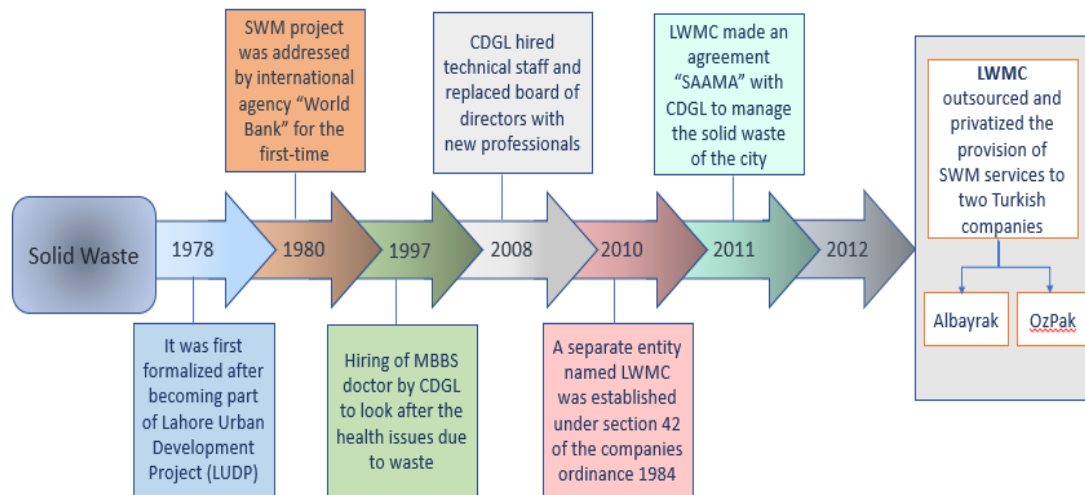 SWM project
was addressed
by international
agency “World
Bank” for the
first-time
CDGL hired
technical staff and
replaced board of
directors with
new professionals
LWMC made an
agreement
“SAAMA” with
CDGL to manage
the solid waste
of the city
LWMC
outsourced and
privatized the
provision of
SWM services to
two Turkish
companies
Albayrak
OzPak
Solid Waste
1978
1980
1997
2008
2010
2011
2012
It was first
formalized after
becoming part
of Lahore Urban
Development
Project (LUDP)
Hiring of MBBS
doctor by CDGL
to look after the
health issues due
to waste
A separate entity
named LWMC
was established
under section 42
of the companies
ordinance 1984